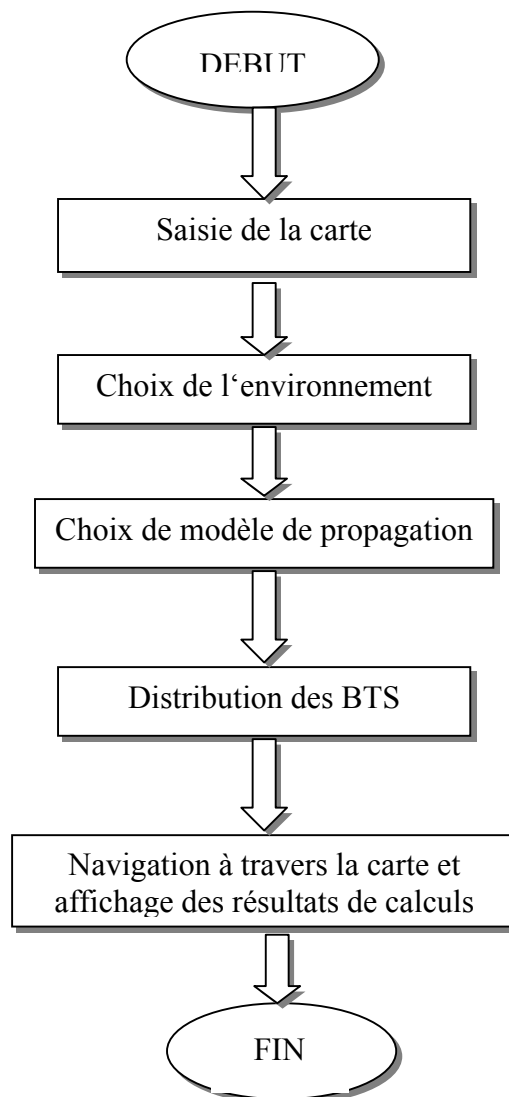 DEBUT
Saisie de la carte
Choix de l‘environnement
Choix de modèle de propagation
Distribution des BTS
Navigation à travers la carte et
affichage des résultats de calculs
FIN